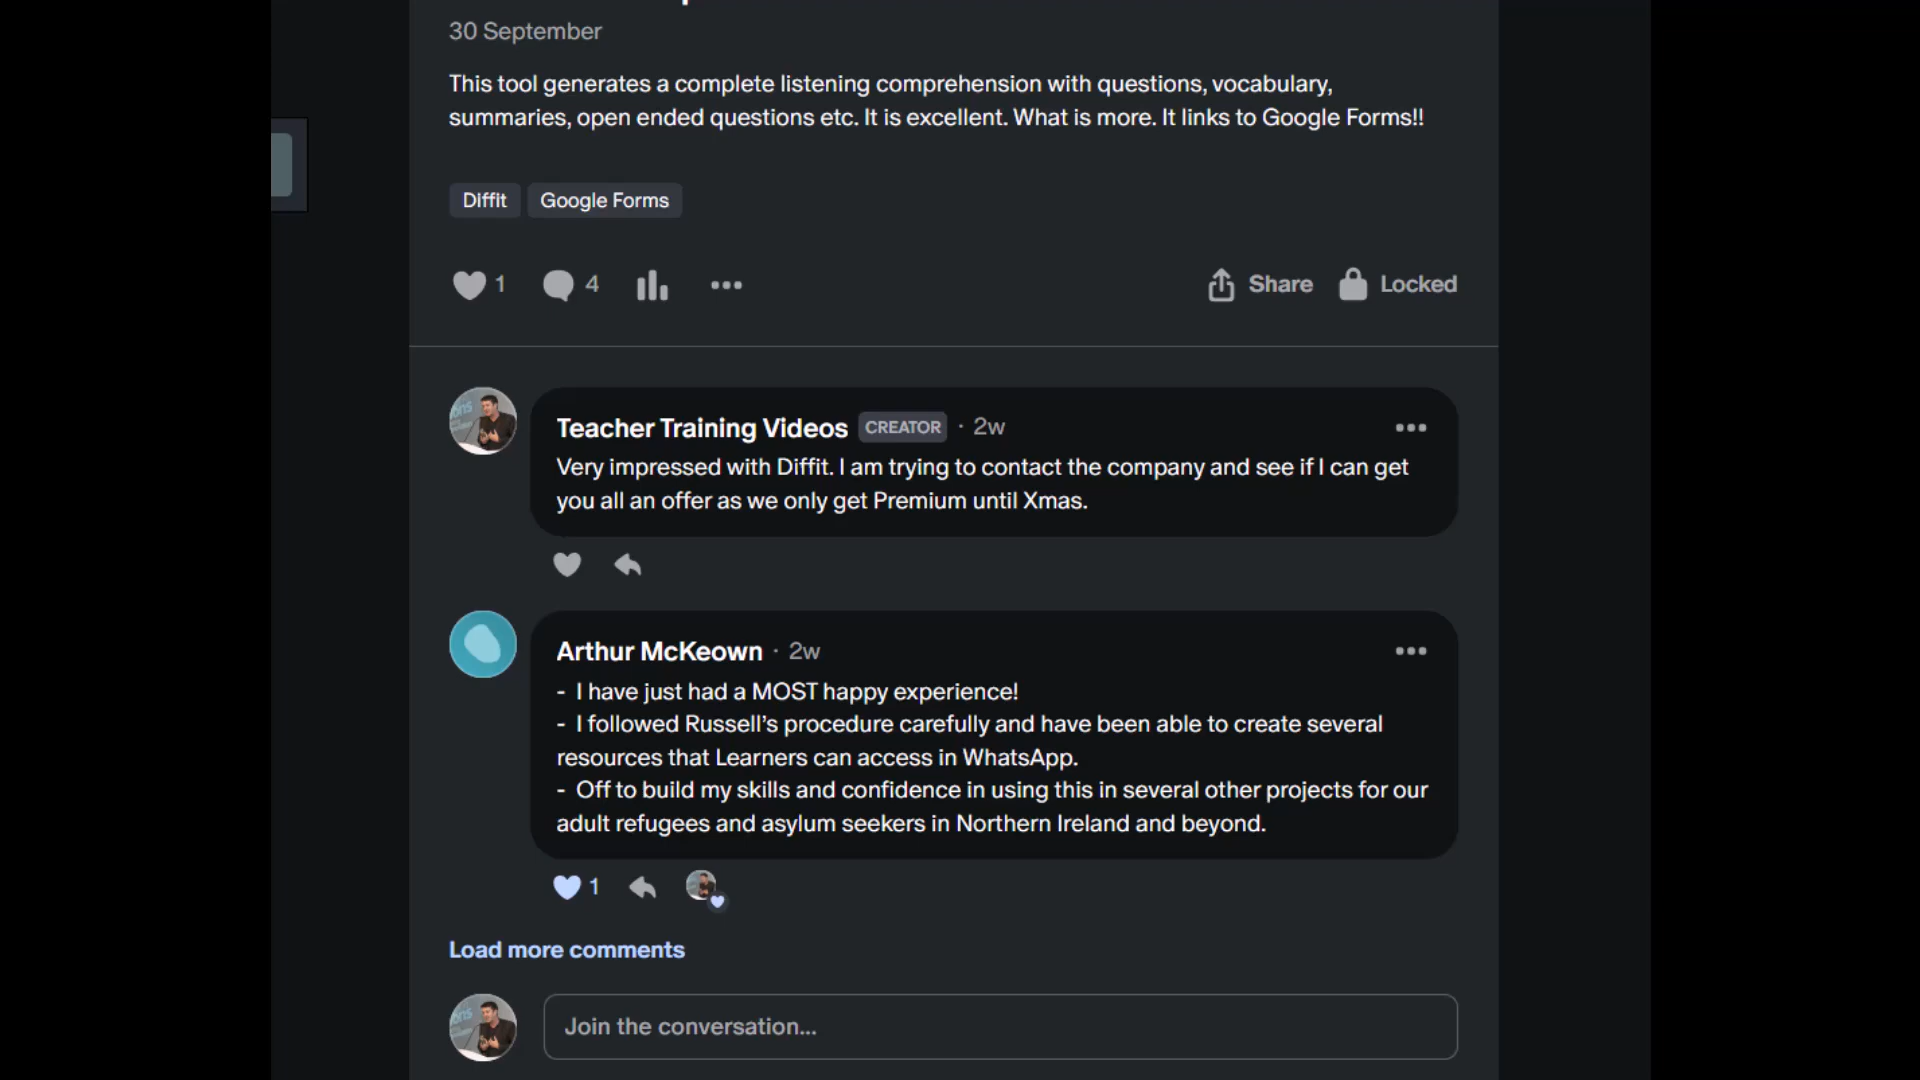 30 September
This tool generates a complete listening comprehension with questions, vocabulary,
summaries, open ended questions etc. It is excellent. What is more. It links to Google Forms!!
Diffit Google Forms
1 4 Share Locked
Teacher Training Videos CREATOR · 2w
Very impressed with Diffit. I am trying to contact the company and see if I can get
you all an offer as we only get Premium until Xmas.
Arthur McKeown · 2w
- I have just had a MOST happy experience!
- I followed Russell’s procedure carefully and have been able to create several
resources that Learners can access in WhatsApp.
- Off to build my skills and confidence in using this in several other projects for our
adult refugees and asylum seekers in Northern Ireland and beyond.
1
Load more comments
Join the conversation...